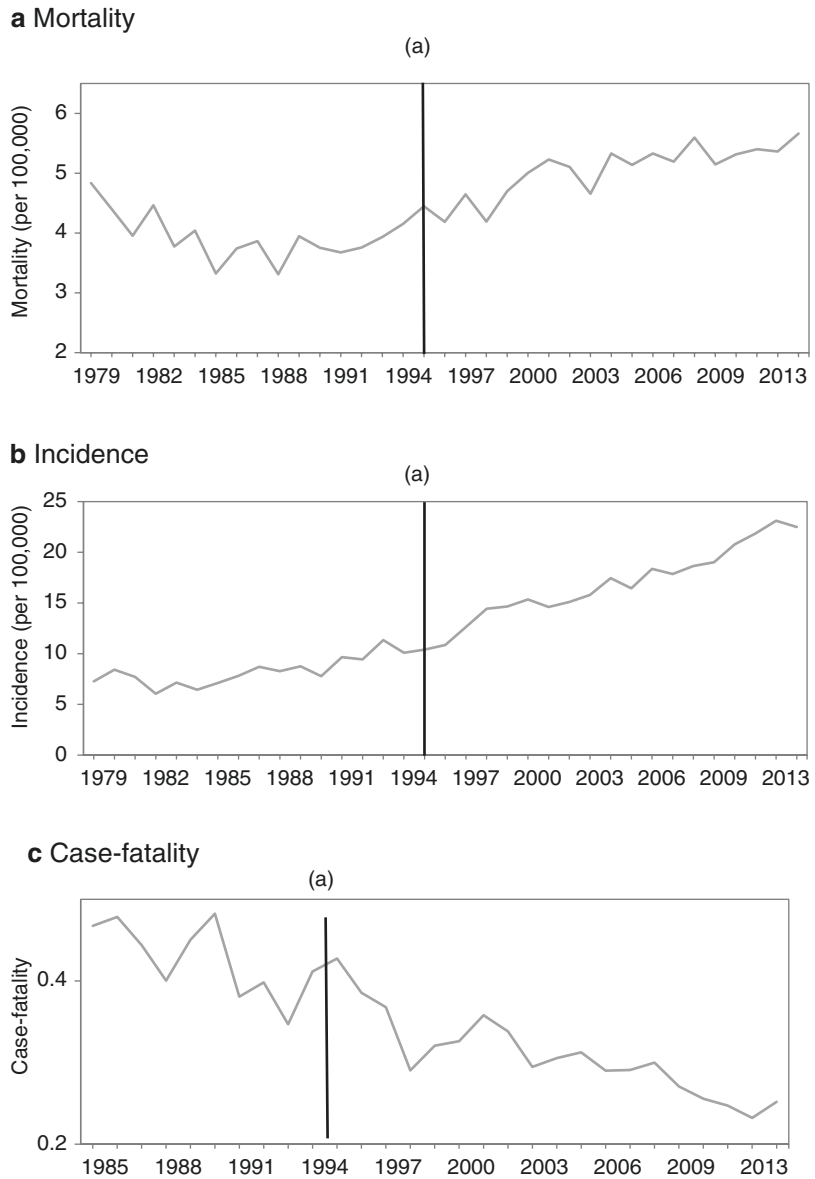 a Mortality
(a)
Mortality (per 100,000)
6
5
4
3
2
1979 1982 1985 1988 1991 1994 1997 2000 2003 2006 2009 2013
b Incidence
(a)
Incidence (per 100,000)
25
20
15
10
5
0
1979 1982 1985 1988 1991 1994 1997 2000 2003 2006 2009 2013
c Case-fatality
(a)
Case-fatality
0.4
0.2
1985 1988 1991 1994 1997 2000 2003 2006 2009 2013